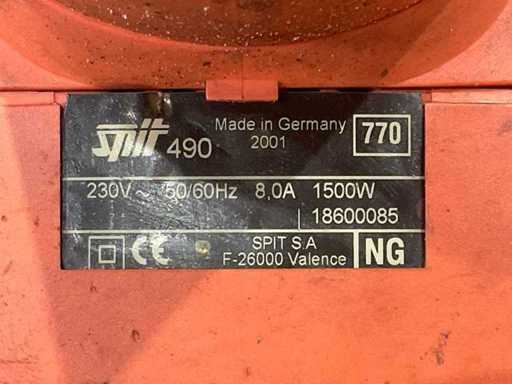 Spit 490 Made in Germany 2001 770
230V ~ 50/60Hz 8,0A 1500W
18600085
CE SPIT S.A
F-26000 Valence NG